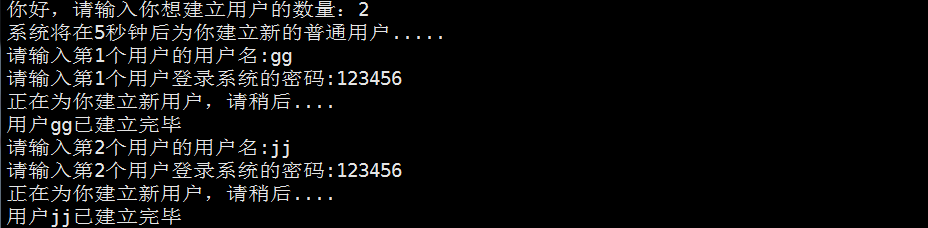 你好，请输入你想建立用户的数量：2
系统将在5秒钟后为你建立新的普通用户.....
请输入第1个用户的用户名:gg
请输入第1个用户登录系统的密码:123456
正在为你建立新用户，请稍后....
用户gg已建立完毕
请输入第2个用户的用户名:jj
请输入第2个用户登录系统的密码:123456
正在为你建立新用户，请稍后....
用户jj已建立完毕